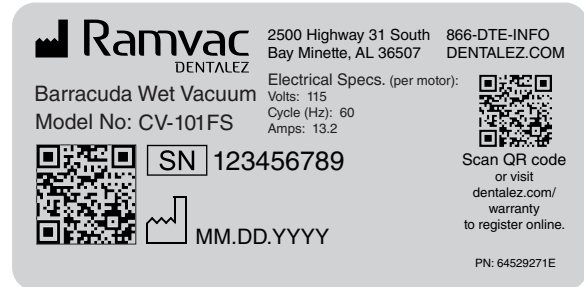 Ramvac
DENTALEZ
2500 Highway 31 South
Bay Minette, AL 36507
866-DTE-INFO
DENTALEZ.COM
Barracuda Wet Vacuum
Model No: CV-101FS
Electrical Specs. (per motor):
Volts: 115
Cycle (Hz): 60
Amps: 13.2
SN 123456789
MM.DD.YYYY
Scan QR code
or visit
dentalez.com/
warranty
to register online.
PN: 64529271E